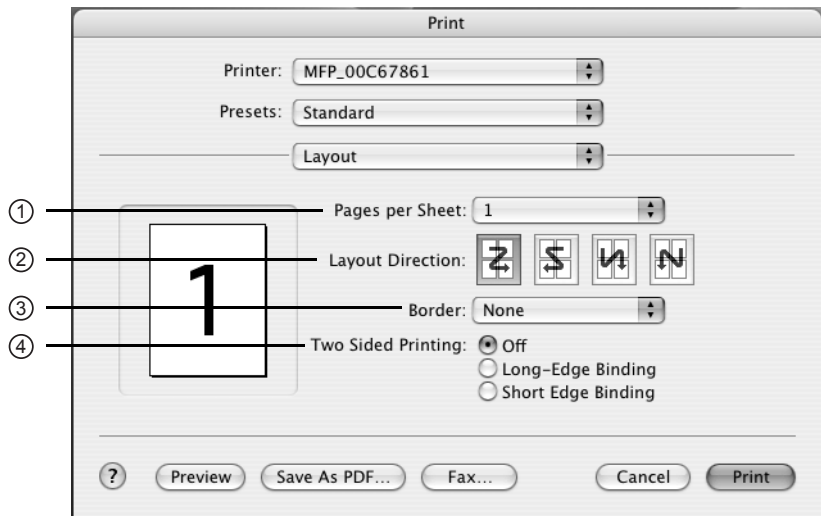 Print
Printer: MFP_00C67861
Presets: Standard
Layout
① Pages per Sheet: 1
② Layout Direction:
1
③ Border: None
④ Two Sided Printing: Off
Long-Edge Binding
Short Edge Binding
? Preview Save As PDF... Fax... Cancel Print